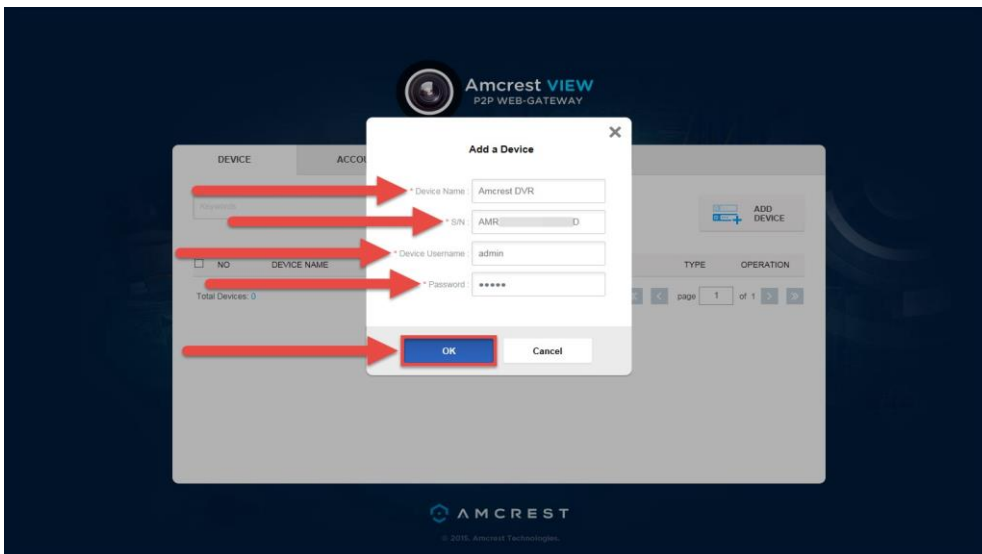 Amcrest VIEW
P2P WEB-GATEWAY
Add a Device
DEVICE
ACCOU
* Device Name : Amcrest DVR
Keywords
ADD
DEVICE
* S/N : AMR D
* Device Username : admin
NO DEVICE NAME TYPE OPERATION
* Password : *****
Total Devices: 0
page 1 of 1
OK Cancel
AMCREST
© 2015, Amcrest Technologies.